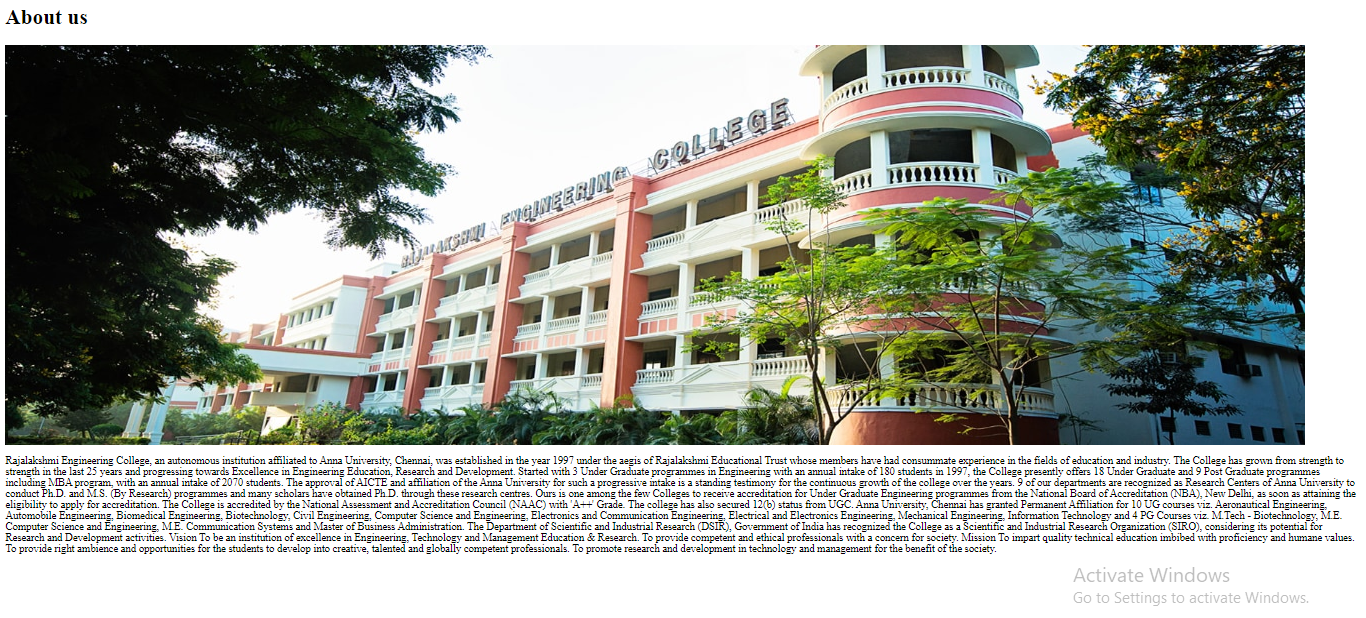 About us
RAJALAKSHMI ENGINEERING COLLEGE
Rajalakshmi Engineering College, an autonomous institution affiliated to Anna University, Chennai, was established in the year 1997 under the aegis of Rajalakshmi Educational Trust whose members have had consummate experience in the fields of education and industry. The College has grown from strength to
strength in the last 25 years and progressing towards Excellence in Engineering Education, Research and Development. Started with 3 Under Graduate programmes in Engineering with an annual intake of 180 students in 1997, the College presently offers 18 Under Graduate and 9 Post Graduate programmes
including MBA program, with an annual intake of 2070 students. The approval of AICTE and affiliation of the Anna University for such a progressive intake is a standing testimony for the continuous growth of the college over the years. 9 of our departments are recognized as Research Centers of Anna University to
conduct Ph.D. and M.S. (By Research) programmes and many scholars have obtained Ph.D. through these research centres. Ours is one among the few Colleges to receive accreditation for Under Graduate Engineering programmes from the National Board of Accreditation (NBA), New Delhi, as soon as attaining the
eligibility to apply for accreditation. The College is accredited by the National Assessment and Accreditation Council (NAAC) with 'A++' Grade. The college has also secured 12(b) status from UGC. Anna University, Chennai has granted Permanent Affiliation for 10 UG courses viz. Aeronautical Engineering,
Automobile Engineering, Biomedical Engineering, Biotechnology, Civil Engineering, Computer Science and Engineering, Electronics and Communication Engineering, Electrical and Electronics Engineering, Mechanical Engineering, Information Technology and 4 PG Courses viz. M.Tech - Biotechnology, M.E.
Computer Science and Engineering, M.E. Communication Systems and Master of Business Administration. The Department of Scientific and Industrial Research (DSIR), Government of India has recognized the College as a Scientific and Industrial Research Organization (SIRO), considering its potential for
Research and Development activities. Vision To be an institution of excellence in Engineering, Technology and Management Education & Research. To provide competent and ethical professionals with a concern for society. Mission To impart quality technical education imbibed with proficiency and humane values.
To provide right ambience and opportunities for the students to develop into creative, talented and globally competent professionals. To promote research and development in technology and management for the benefit of the society.
Activate Windows
Go to Settings to activate Windows.